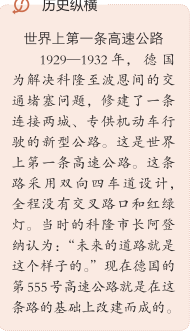 历史纵横
世界上第一条高速公路
1929—1932年，德国
为解决科隆至波恩间的交
通堵塞问题，修建了一条
连接两城、专供机动车行
驶的新型公路。这是世界
上第一条高速公路。这条
路采用双向四车道设计，
全程没有交叉路口和红绿
灯。当时的科隆市长阿登
纳认为：“未来的道路就是
这个样子的。”现在德国的
第555号高速公路就是在这
条路的基础上改建而成的。